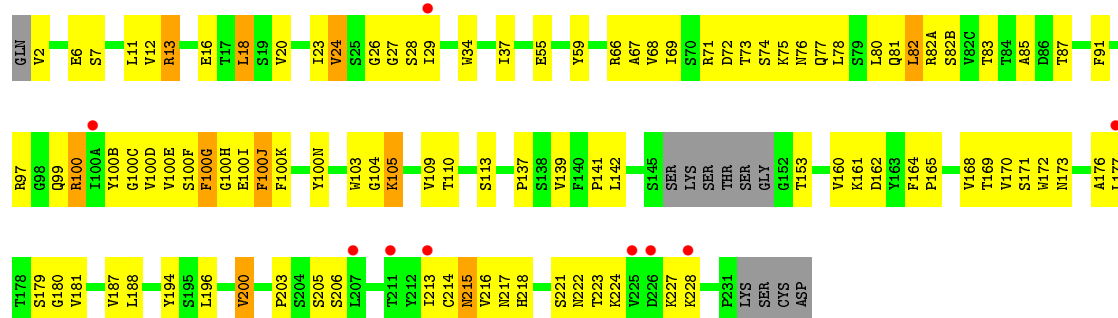 GLN V2 E6 S7 L11 V12 R13 E16 T17 L18 S19 V20 I23 V24 S25 G26 G27 S28 I29 W34 I37 E55 Y59 R66 A67 V68 I69 S70 R71 D72 T73 S74 K75 N76 Q77 L78 S79 L80 Q81 L82 R82A S82B V82C T83 T84 A85 D86 T87 F91
R97 G98 Q99 R100 I100A Y100B G100C V100D V100E S100F F100G G100H E100I F100J F100K Y100N W103 G104 K105 V109 T110 S113 P137 S138 V139 F140 P141 L142 S145 SER LYS SER THR SER GLY G152 T153 V160 K161 D162 Y163 F164 P165 V168 T169 V170 S171 W172 N173 A176 L177
T178 S179 G180 V181 V187 L188 Y194 S195 L196 V200 P203 S204 S205 S206 L207 T211 Y212 I213 C214 N215 V216 N217 H218 S221 N222 T223 K224 V225 D226 K227 K228 P231 LYS SER CYS ASP